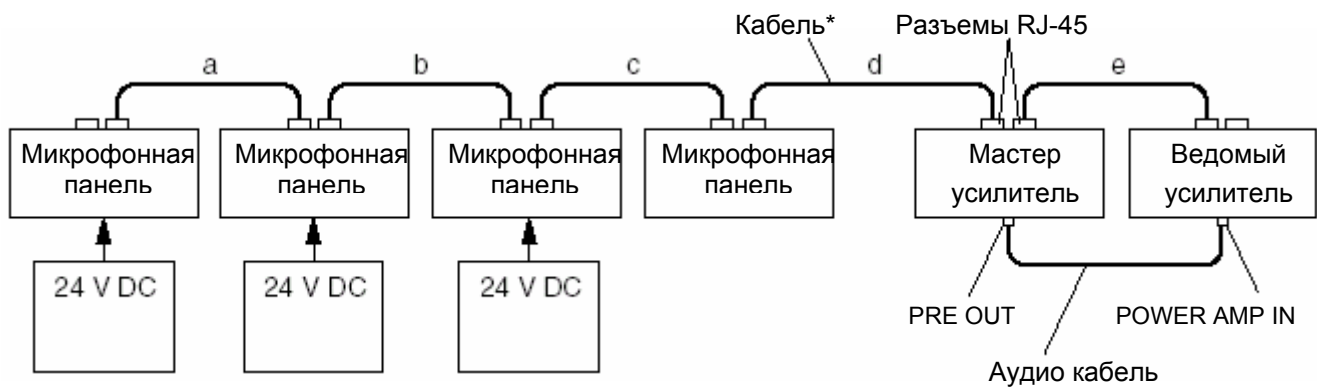 Кабель* Разъемы RJ-45
a b c d e
Микрофонная панель
Микрофонная панель
Микрофонная панель
Микрофонная панель
Мастер усилитель
Ведомый усилитель
24 V DC 24 V DC 24 V DC
PRE OUT POWER AMP IN
Аудио кабель